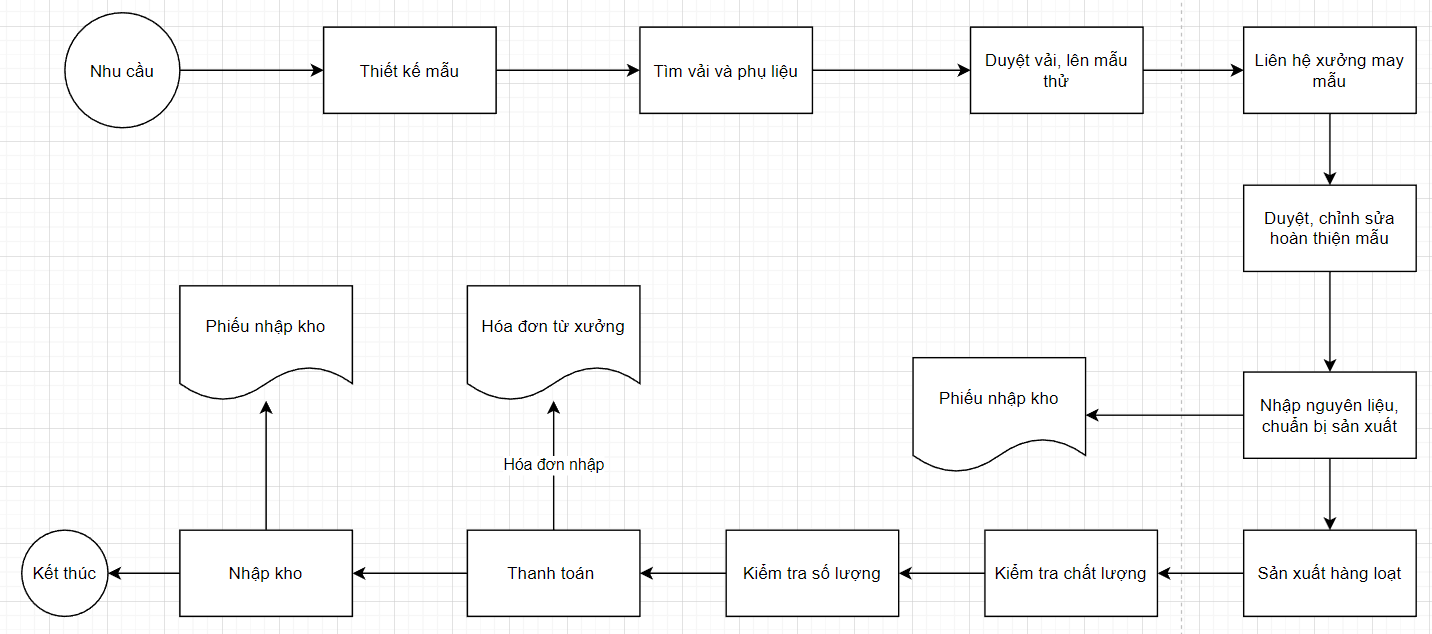 Nhu cầu
Thiết kế mẫu
Tìm vải và phụ liệu
Duyệt vải, lên mẫu
thử
Liên hệ xưởng may
mẫu
Duyệt, chỉnh sửa
hoàn thiện mẫu
Phiếu nhập kho
Hóa đơn từ xưởng
Phiếu nhập kho
Nhập nguyên liệu,
chuẩn bị sản xuất
Hóa đơn nhập
Kết thúc
Nhập kho
Thanh toán
Kiểm tra số lượng
Kiểm tra chất lượng
Sản xuất hàng loạt